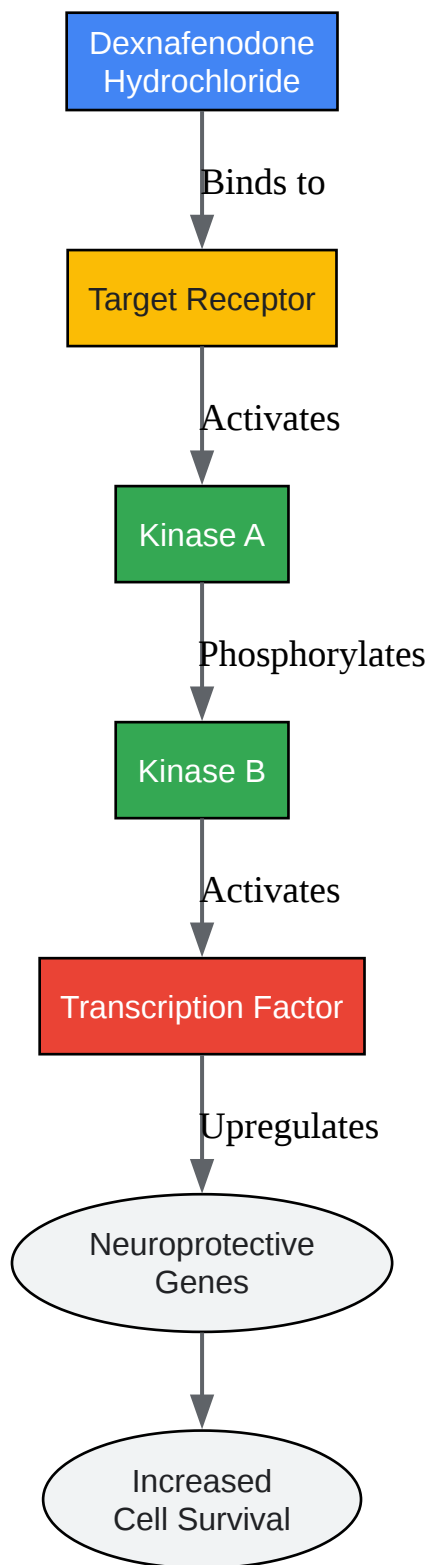 Dexnafenodone
Hydrochloride
Binds to
Target Receptor
Activates
Kinase A
Phosphorylates
Kinase B
Activates
Transcription Factor
Upregulates
Neuroprotective
Genes
Increased
Cell Survival